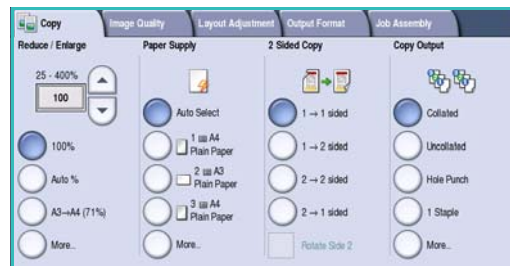 Copy
Image Quality
Layout Adjustment
Output Format
Job Assembly
Reduce / Enlarge
25 - 400%
100
100%
Auto %
A3→A4 (71%)
More...
Paper Supply
Auto Select
1 A4
Plain Paper
2 A3
Plain Paper
3 A4
Plain Paper
More...
2 Sided Copy
1 → 1 sided
1 → 2 sided
2 → 2 sided
2 → 1 sided
Rotate Side 2
Copy Output
Collated
Uncollated
Hole Punch
1 Staple
More...